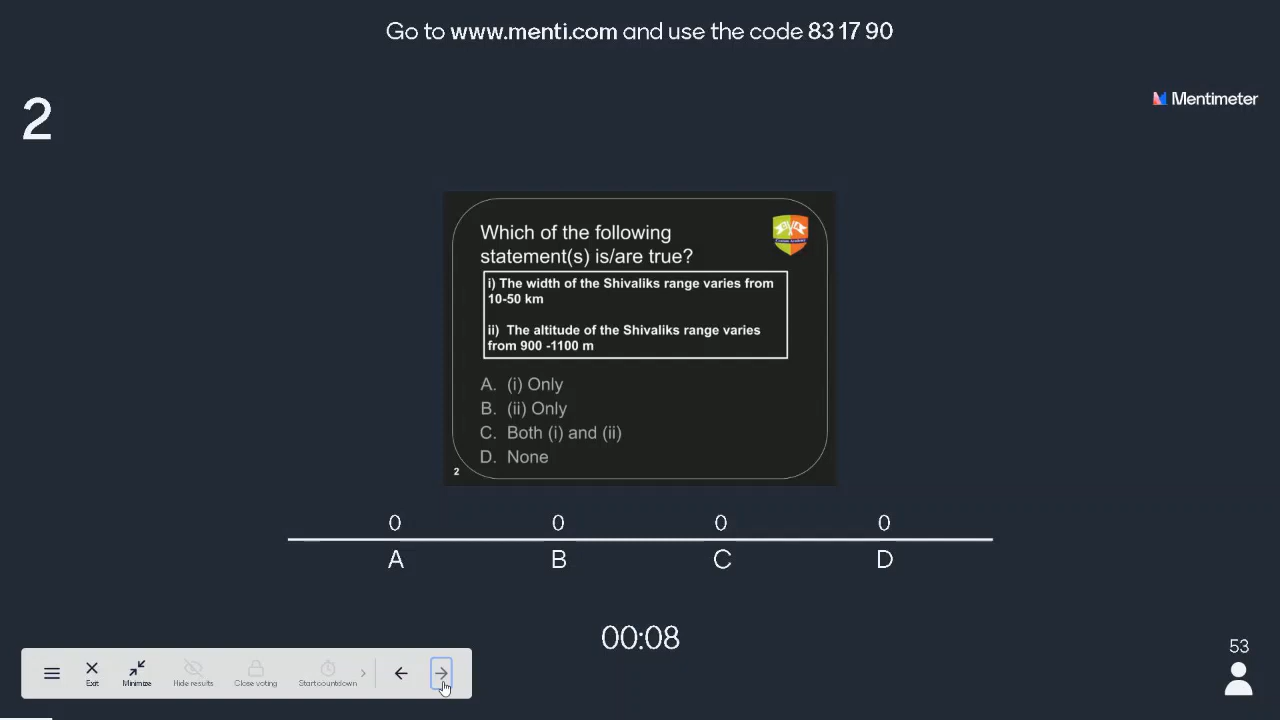 Go to www.menti.com and use the code 83 17 90
2
Mentimeter
Which of the following
statement(s) is/are true?
i) The width of the Shivaliks range varies from
10-50 km
ii) The altitude of the Shivaliks range varies
from 900 -1100 m
A. (i) Only
B. (ii) Only
C. Both (i) and (ii)
D. None
2
0 0 0 0
A B C D
00:08
53
Exit Minimize Hide results Close voting Start countdown